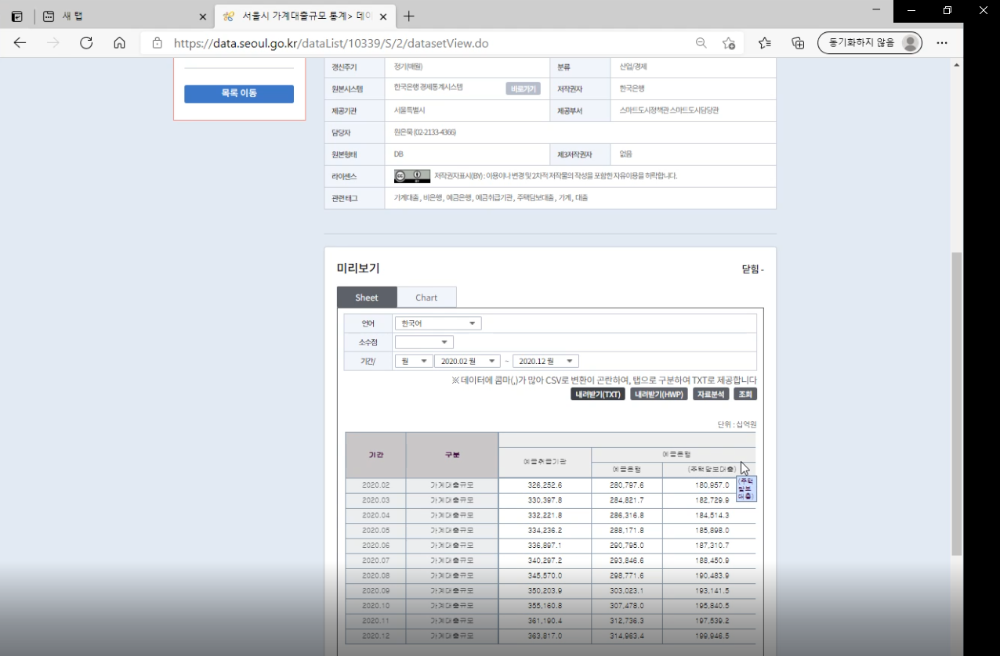 새 탭
서울시 가계대출규모 통계> 데이
https://data.seoul.go.kr/dataList/10339/S/2/datasetView.do
동기화하지 않음
목록 이동
갱신주기 정기(매월) 분류 산업/경제
원본시스템 한국은행 경제통계시스템 바로가기 저작권자 한국은행
제공기관 서울특별시 제공부서 스마트도시정책관 스마트도시담당관
담당자 원은묵 (02-2133-4366)
원본형태 DB 제3저작권자 없음
라이센스 저작권자표시(BY) : 이용이나 변경 및 2차적 저작물의 작성을 포함한 자유이용을 허락합니다.
관련태그 가계대출, 비은행, 예금은행, 예금취급기관, 주택담보대출, 가계, 대출
미리보기 닫힘 -
Sheet Chart
언어 한국어
소수점
기간/ 월 2020.02 월 ~ 2020.12 월
※ 데이터에 콤마(,)가 많아 CSV로 변환이 곤란하여, 탭으로 구분하여 TXT로 제공합니다
내려받기(TXT) 내려받기(HWP) 자료분석 조회
단위 : 십억원
기간 구분 예금취급기관 예금은행
예금은행 (주택담보대출)
(주택
담보
대출)
2020.02 가계대출규모 326,252.6 280,797.6 180,957.0
2020.03 가계대출규모 330,397.8 284,821.7 182,729.9
2020.04 가계대출규모 332,221.8 286,316.8 184,514.3
2020.05 가계대출규모 334,236.2 288,171.8 185,898.0
2020.06 가계대출규모 336,897.1 290,795.0 187,310.7
2020.07 가계대출규모 340,297.2 293,846.6 188,450.9
2020.08 가계대출규모 345,570.0 298,771.6 190,483.9
2020.09 가계대출규모 350,203.9 303,023.1 193,141.5
2020.10 가계대출규모 355,160.8 307,478.0 195,840.5
2020.11 가계대출규모 361,190.4 312,736.3 197,539.2
2020.12 가계대출규모 363,817.0 314,963.4 199,946.5